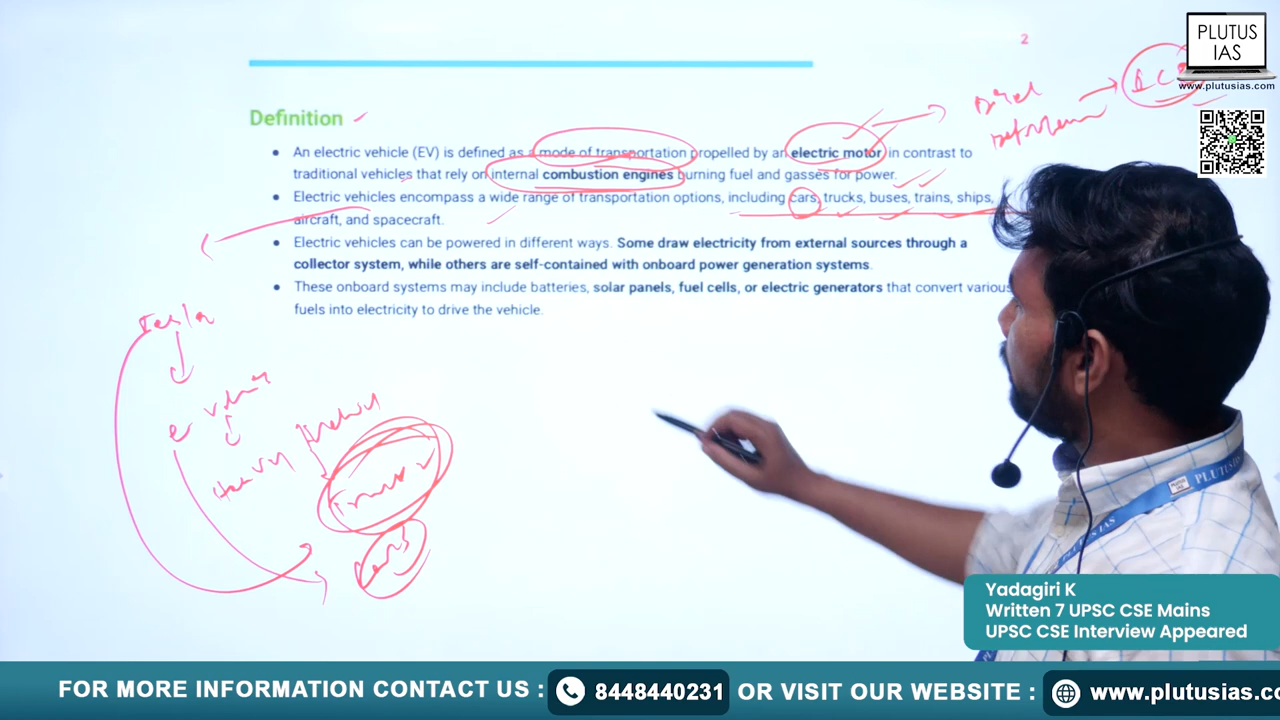 2
PLUTUS
IAS
www.plutusias.com
Definition
• An electric vehicle (EV) is defined as a mode of transportation propelled by an electric motor in contrast to
traditional vehicles that rely on internal combustion engines burning fuel and gasses for power.
• Electric vehicles encompass a wide range of transportation options, including cars, trucks, buses, trains, ships,
aircraft, and spacecraft.
• Electric vehicles can be powered in different ways. Some draw electricity from external sources through a
collector system, while others are self-contained with onboard power generation systems.
• These onboard systems may include batteries, solar panels, fuel cells, or electric generators that convert various
fuels into electricity to drive the vehicle.
Tesla
Heavy
PLUTUS IAS
Yadagiri K
Written 7 UPSC CSE Mains
UPSC CSE Interview Appeared
FOR MORE INFORMATION CONTACT US : 8448440231 OR VISIT OUR WEBSITE : www.plutusias.co